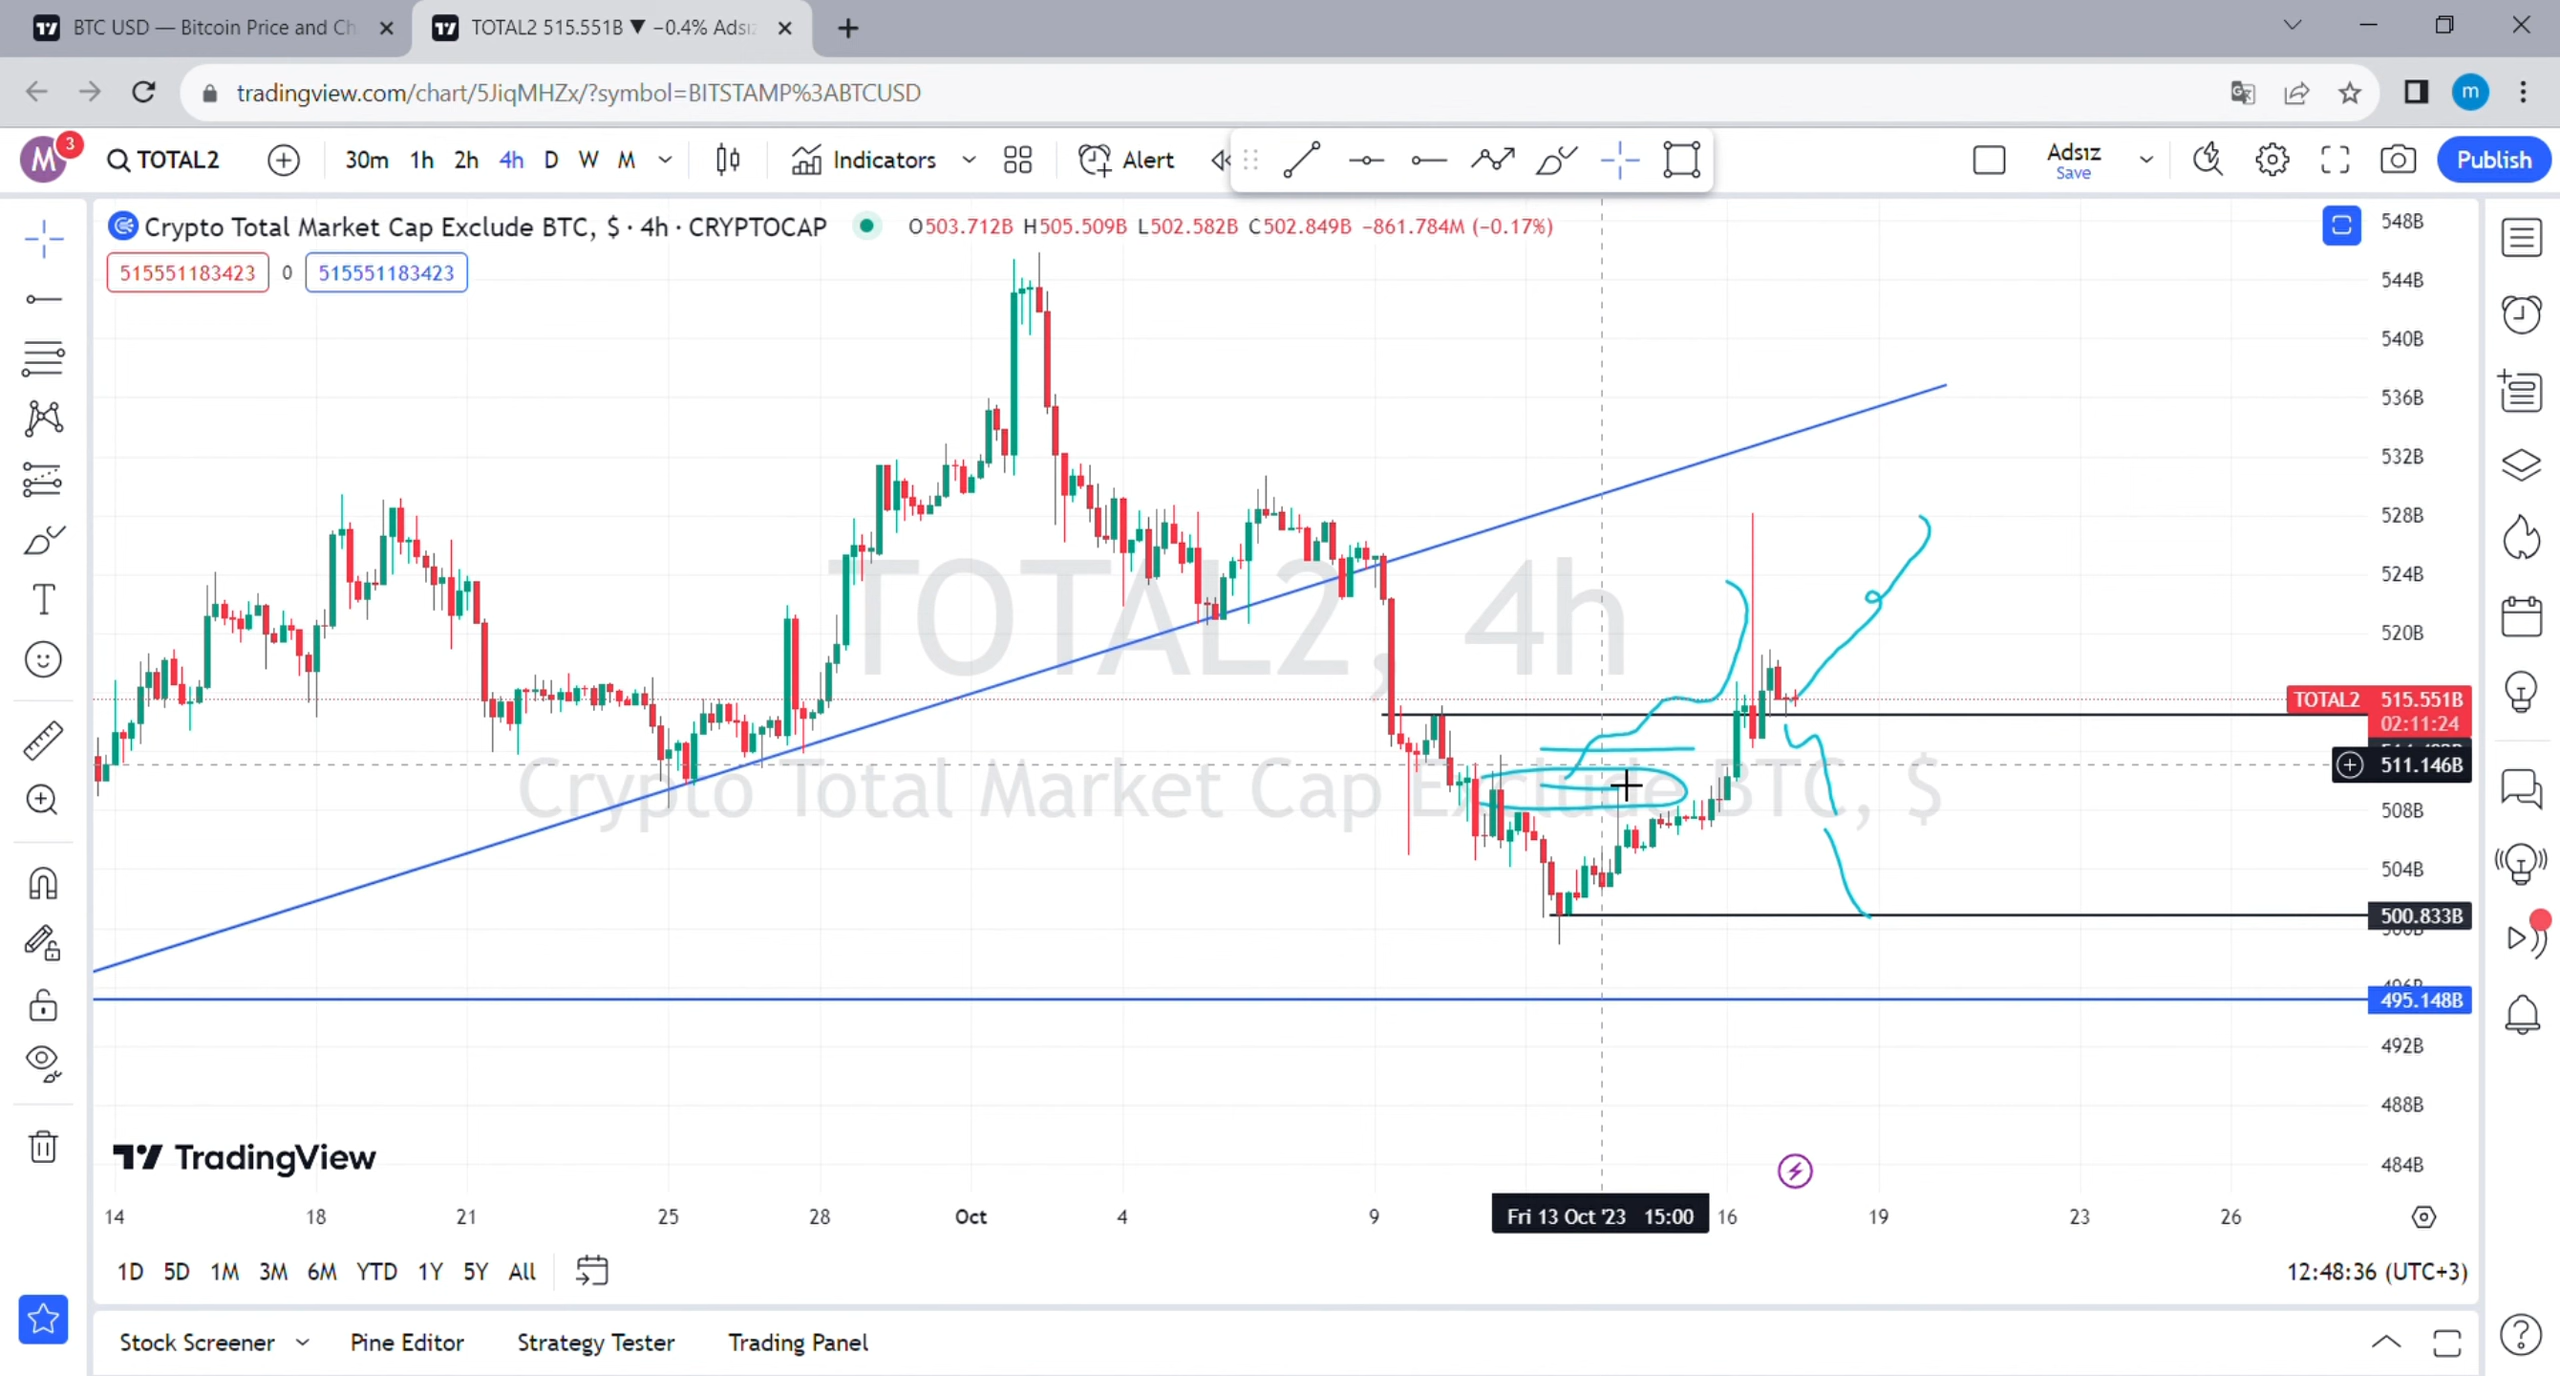 BTC USD — Bitcoin Price and Ch
TOTAL2 515.551B ▼ −0.4% Adsı
tradingview.com/chart/5JiqMHZx/?symbol=BITSTAMP%3ABTCUSD
m
M 3
TOTAL2
30m 1h 2h 4h D W M
Indicators
Alert
Adsız
Save
Publish
Crypto Total Market Cap Exclude BTC, $ · 4h · CRYPTOCAP
O503.712B H505.509B L502.582B C502.849B −861.784M (−0.17%)
515551183423 0 515551183423
TOTAL2, 4h
Crypto Total Market Cap Exclude BTC, $
548B
544B
540B
536B
532B
528B
524B
520B
TOTAL2 515.551B
02:11:24
511.146B
508B
504B
500.833B
495.148B
492B
488B
484B
TradingView
14 18 21 25 28 Oct 4 9 Fri 13 Oct '23 15:00 16 19 23 26
1D 5D 1M 3M 6M YTD 1Y 5Y All
12:48:36 (UTC+3)
Stock Screener Pine Editor Strategy Tester Trading Panel